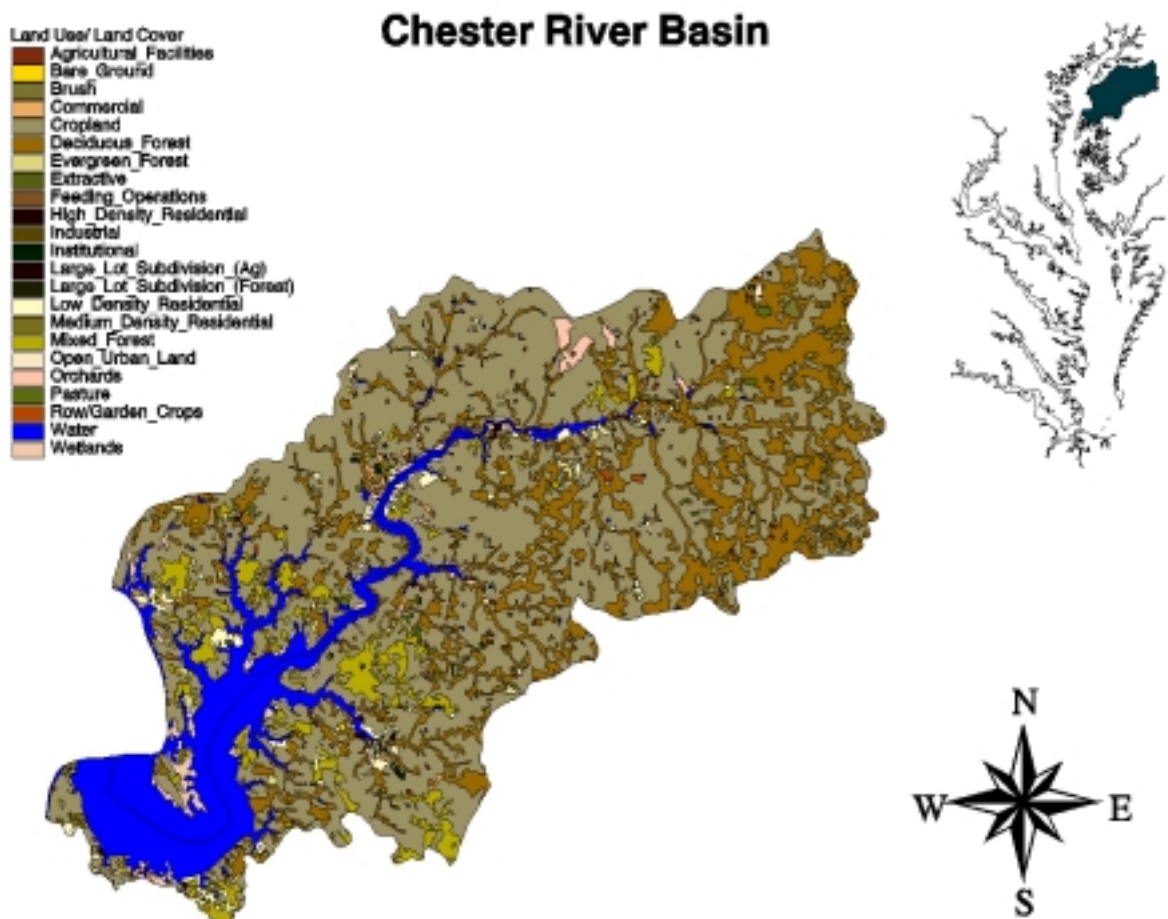 Chester River Basin
Land Use/ Land Cover
Agricultural_Facilities
Bare_Ground
Brush
Commercial
Cropland
Deciduous_Forest
Evergreen_Forest
Extractive
Feeding_Operations
High_Density_Residential
Industrial
Institutional
Large_Lot_Subdivision_(Ag)
Large_Lot_Subdivision_(Forest)
Low_Density_Residential
Medium_Density_Residential
Mixed_Forest
Open_Urban_Land
Orchards
Pasture
Row/Garden_Crops
Water
Wetlands
N
W
E
S